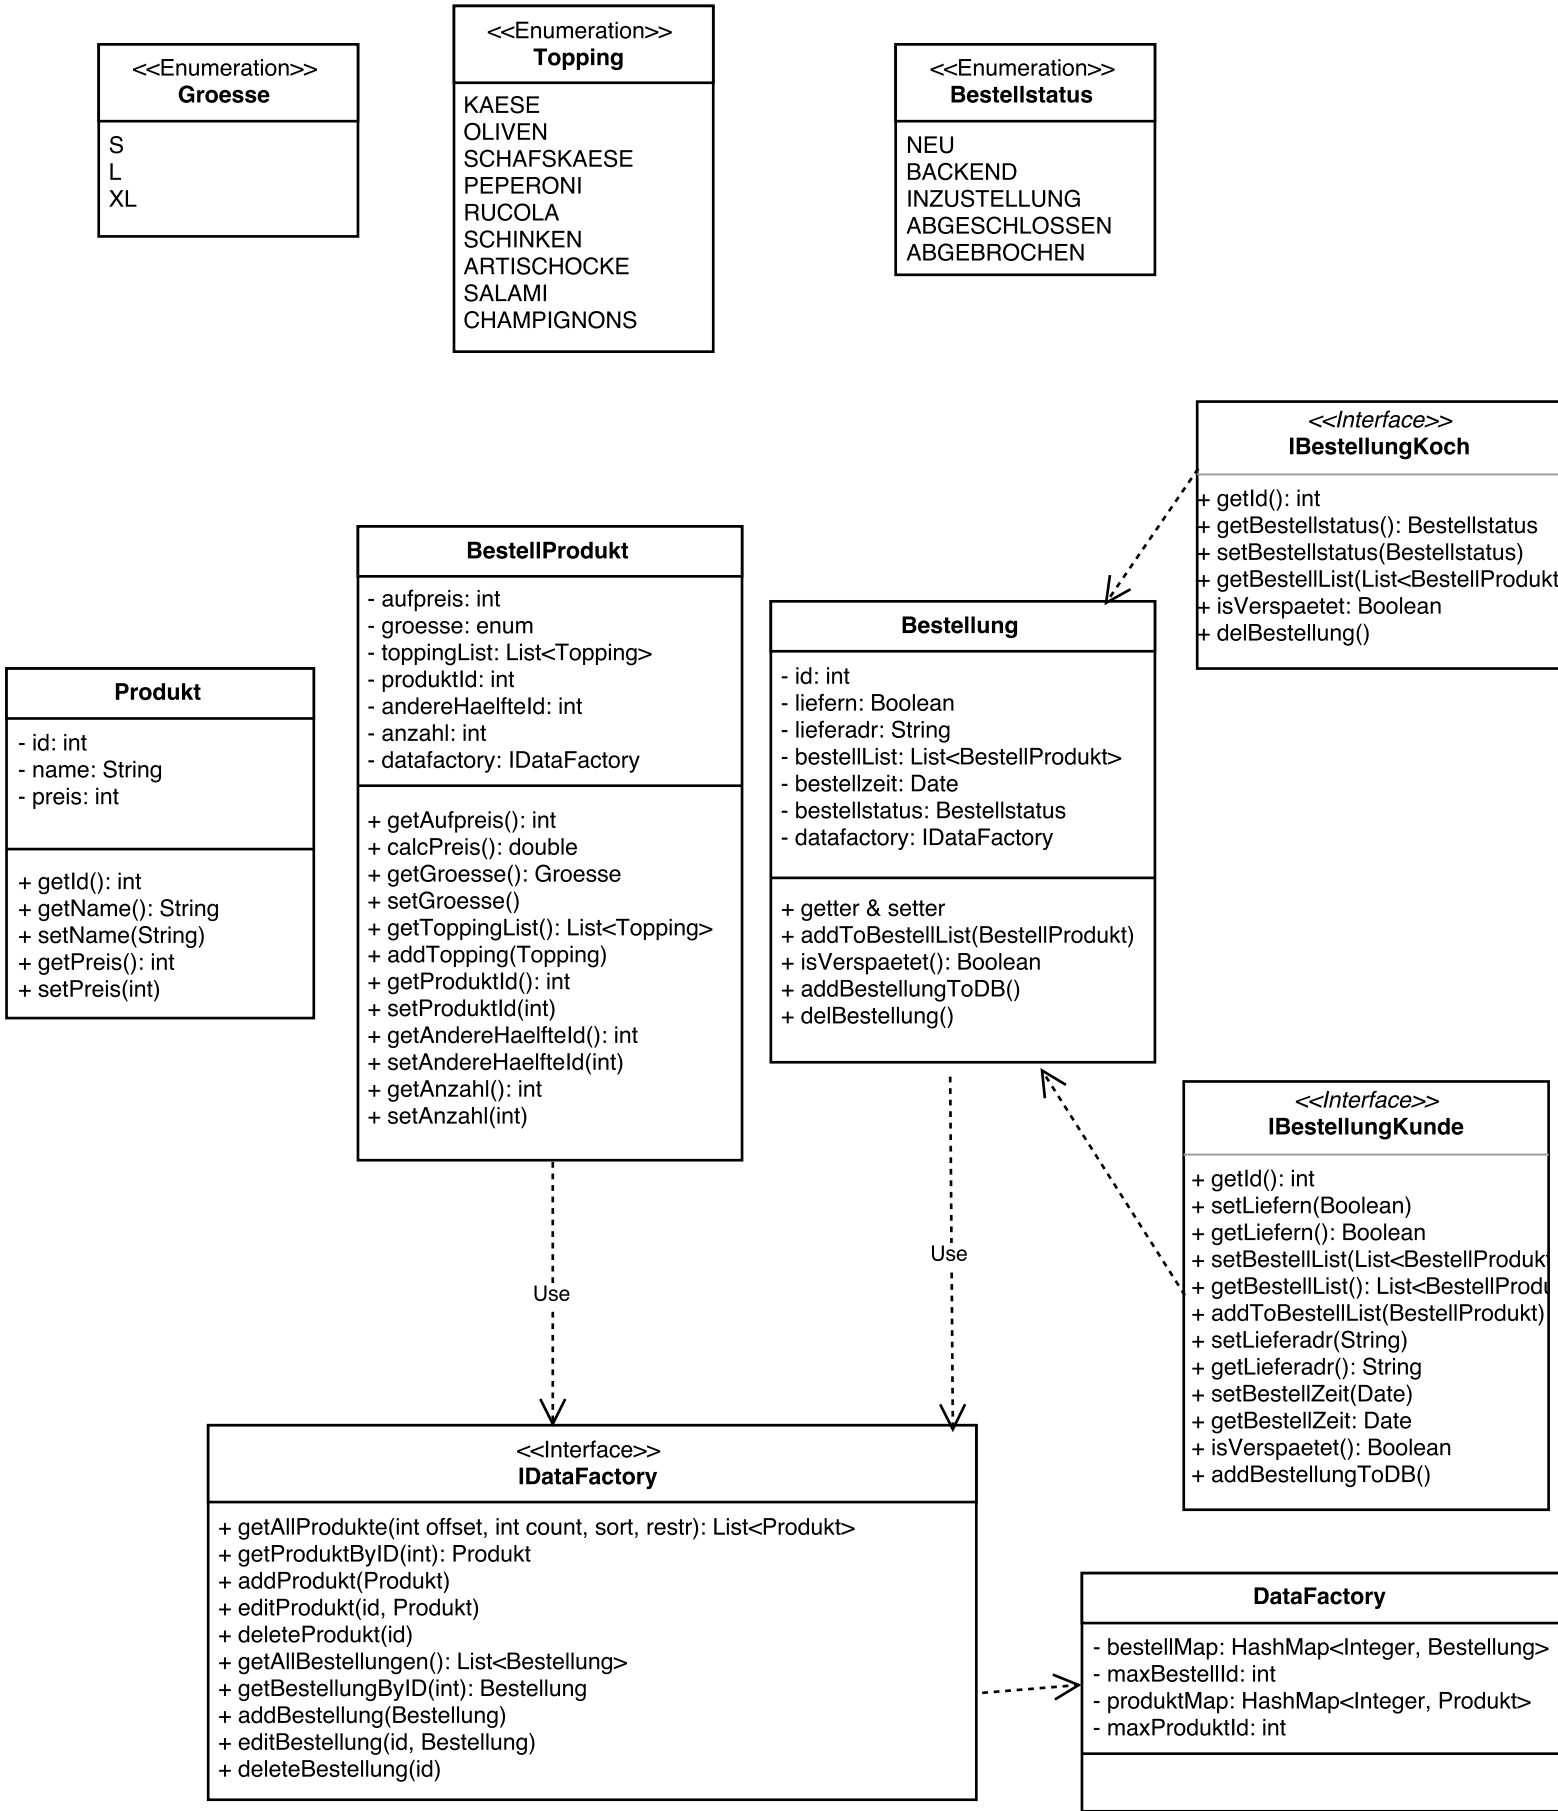 <<Enumeration>>
Groesse
S
L
XL
<<Enumeration>>
Topping
KAESE
OLIVEN
SCHAFSKAESE
PEPERONI
RUCOLA
SCHINKEN
ARTISCHOCKE
SALAMI
CHAMPIGNONS
<<Enumeration>>
Bestellstatus
NEU
BACKEND
INZUSTELLUNG
ABGESCHLOSSEN
ABGEBROCHEN
<<Interface>>
IBestellungKoch
+ getId(): int
+ getBestellstatus(): Bestellstatus
+ setBestellstatus(Bestellstatus)
+ getBestellList(List<BestellProdukt
+ isVerspaetet: Boolean
+ delBestellung()
BestellProdukt
- aufpreis: int
- groesse: enum
- toppingList: List<Topping>
- produktId: int
- andereHaelfteId: int
- anzahl: int
- datafactory: IDataFactory
+ getAufpreis(): int
+ calcPreis(): double
+ getGroesse(): Groesse
+ setGroesse()
+ getToppingList(): List<Topping>
+ addTopping(Topping)
+ getProduktId(): int
+ setProduktId(int)
+ getAndereHaelfteId(): int
+ setAndereHaelfteId(int)
+ getAnzahl(): int
+ setAnzahl(int)
Bestellung
- id: int
- liefern: Boolean
- lieferadr: String
- bestellList: List<BestellProdukt>
- bestellzeit: Date
- bestellstatus: Bestellstatus
- datafactory: IDataFactory
+ getter & setter
+ addToBestellList(BestellProdukt)
+ isVerspaetet(): Boolean
+ addBestellungToDB()
+ delBestellung()
Produkt
- id: int
- name: String
- preis: int
+ getId(): int
+ getName(): String
+ setName(String)
+ getPreis(): int
+ setPreis(int)
<<Interface>>
IBestellungKunde
+ getId(): int
+ setLiefern(Boolean)
+ getLiefern(): Boolean
+ setBestellList(List<BestellProduk
+ getBestellList(): List<BestellProdu
+ addToBestellList(BestellProdukt)
+ setLieferadr(String)
+ getLieferadr(): String
+ setBestellZeit(Date)
+ getBestellZeit: Date
+ isVerspaetet(): Boolean
+ addBestellungToDB()
Use
Use
<<Interface>>
IDataFactory
+ getAllProdukte(int offset, int count, sort, restr): List<Produkt>
+ getProduktByID(int): Produkt
+ addProdukt(Produkt)
+ editProdukt(id, Produkt)
+ deleteProdukt(id)
+ getAllBestellungen(): List<Bestellung>
+ getBestellungByID(int): Bestellung
+ addBestellung(Bestellung)
+ editBestellung(id, Bestellung)
+ deleteBestellung(id)
DataFactory
- bestellMap: HashMap<Integer, Bestellung>
- maxBestellId: int
- produktMap: HashMap<Integer, Produkt>
- maxProduktId: int